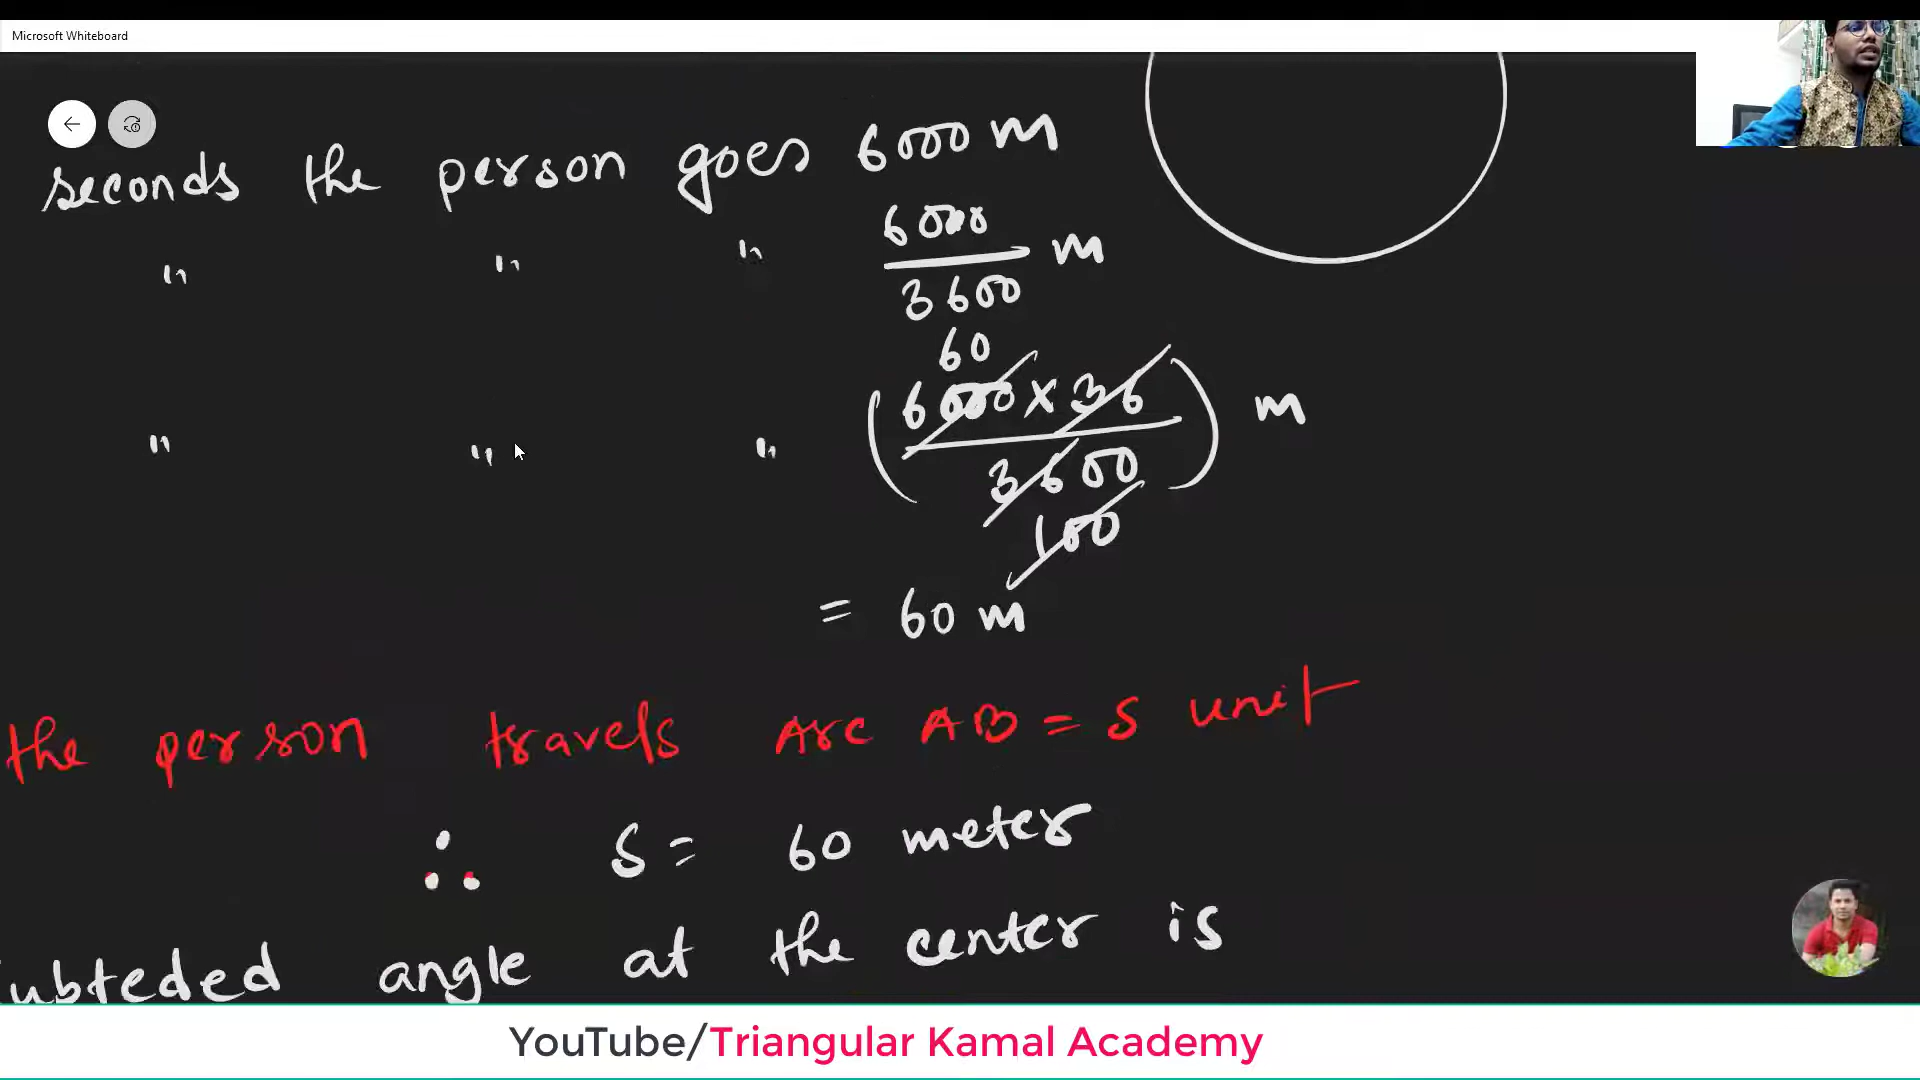 Microsoft Whiteboard
seconds the person goes 6000 m
" " " 6000
3600 m
60
" " " (6000 x 36
3600) m
100
= 60 m
the person travels Arc AB = S unit
∴ S = 60 meter
ubteded angle at the center is
YouTube/Triangular Kamal Academy